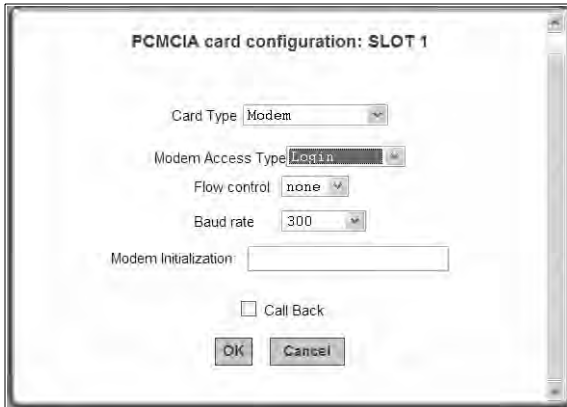 PCMCIA card configuration: SLOT 1
Card Type Modem
Modem Access Type Login
Flow control none
Baud rate 300
Modem Initialization
Call Back
OK Cancel